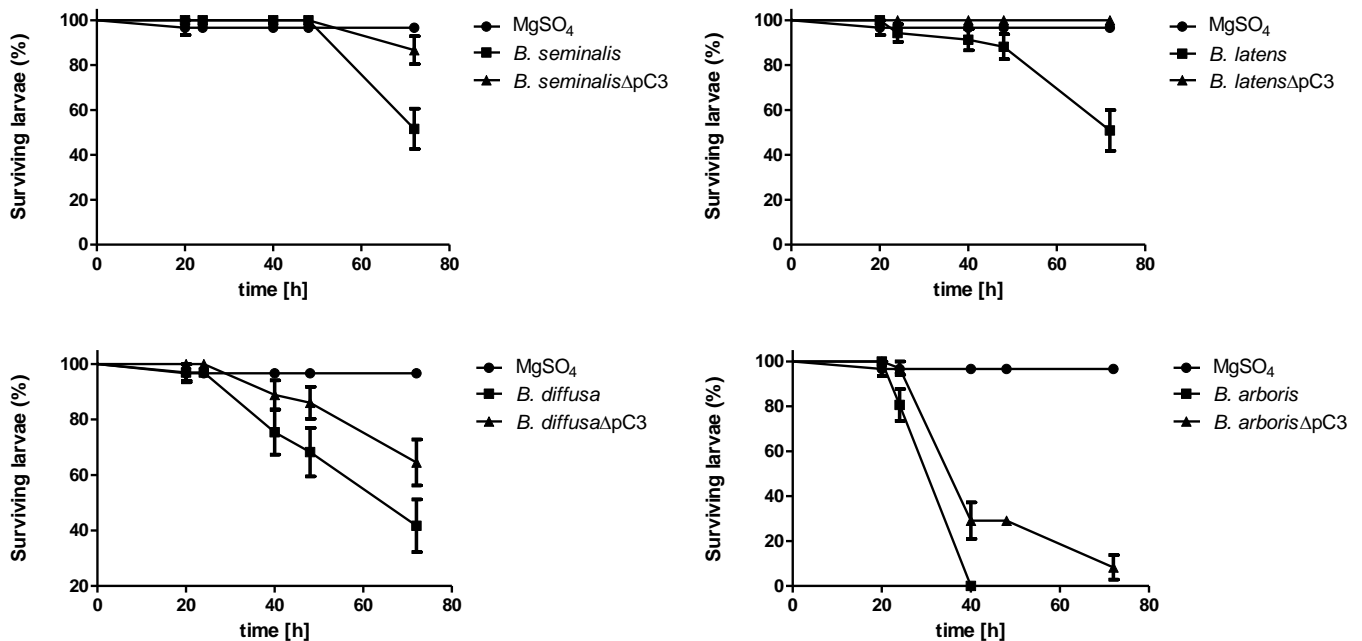 Surviving larvae (%)
100
80
60
40
20
0
0 20 40 60 80
time [h]
MgSO₄
B. seminalis
B. seminalisΔpC3
Surviving larvae (%)
100
80
60
40
20
0
0 20 40 60 80
time [h]
MgSO₄
B. latens
B. latensΔpC3
Surviving larvae (%)
100
80
60
40
20
0 20 40 60 80
time [h]
MgSO₄
B. diffusa
B. diffusaΔpC3
Surviving larvae (%)
100
80
60
40
20
0
0 20 40 60 80
time [h]
MgSO₄
B. arboris
B. arborisΔpC3